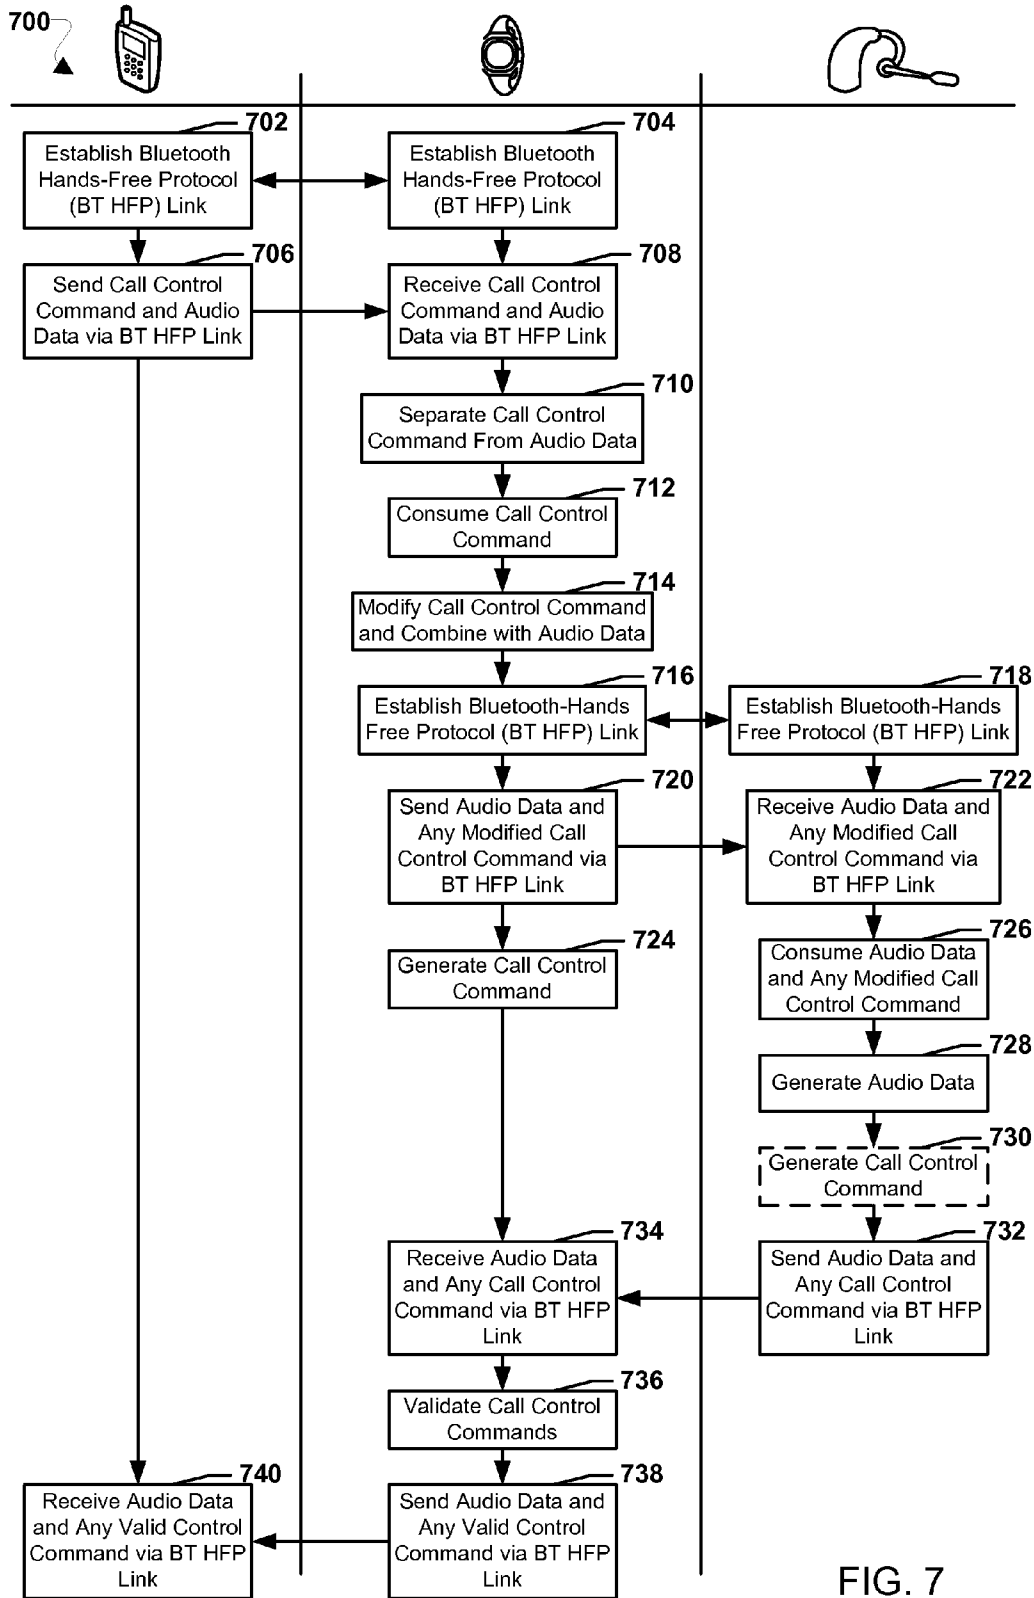 700
702
Establish Bluetooth
Hands-Free Protocol
(BT HFP) Link
704
Establish Bluetooth
Hands-Free Protocol
(BT HFP) Link
706
Send Call Control
Command and Audio
Data via BT HFP Link
708
Receive Call Control
Command and Audio
Data via BT HFP Link
710
Separate Call Control
Command From Audio Data
712
Consume Call Control
Command
714
Modify Call Control Command
and Combine with Audio Data
716
Establish Bluetooth-Hands
Free Protocol (BT HFP) Link
718
Establish Bluetooth-Hands
Free Protocol (BT HFP) Link
720
Send Audio Data and
Any Modified Call
Control Command via
BT HFP Link
722
Receive Audio Data and
Any Modified Call
Control Command via
BT HFP Link
724
Generate Call Control
Command
726
Consume Audio Data
and Any Modified Call
Control Command
728
Generate Audio Data
730
Generate Call Control
Command
732
Send Audio Data and
Any Call Control
Command via BT HFP
Link
734
Receive Audio Data
and Any Call Control
Command via BT HFP
Link
736
Validate Call Control
Commands
738
Send Audio Data and
Any Valid Control
Command via BT HFP
Link
740
Receive Audio Data
and Any Valid Control
Command via BT HFP
Link
FIG. 7